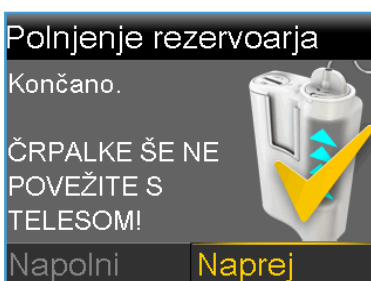 Polnjenje rezervoarja
Končano.
ČRPALKE ŠE NE
POVEŽITE S
TELESOM!
Napolni
Naprej